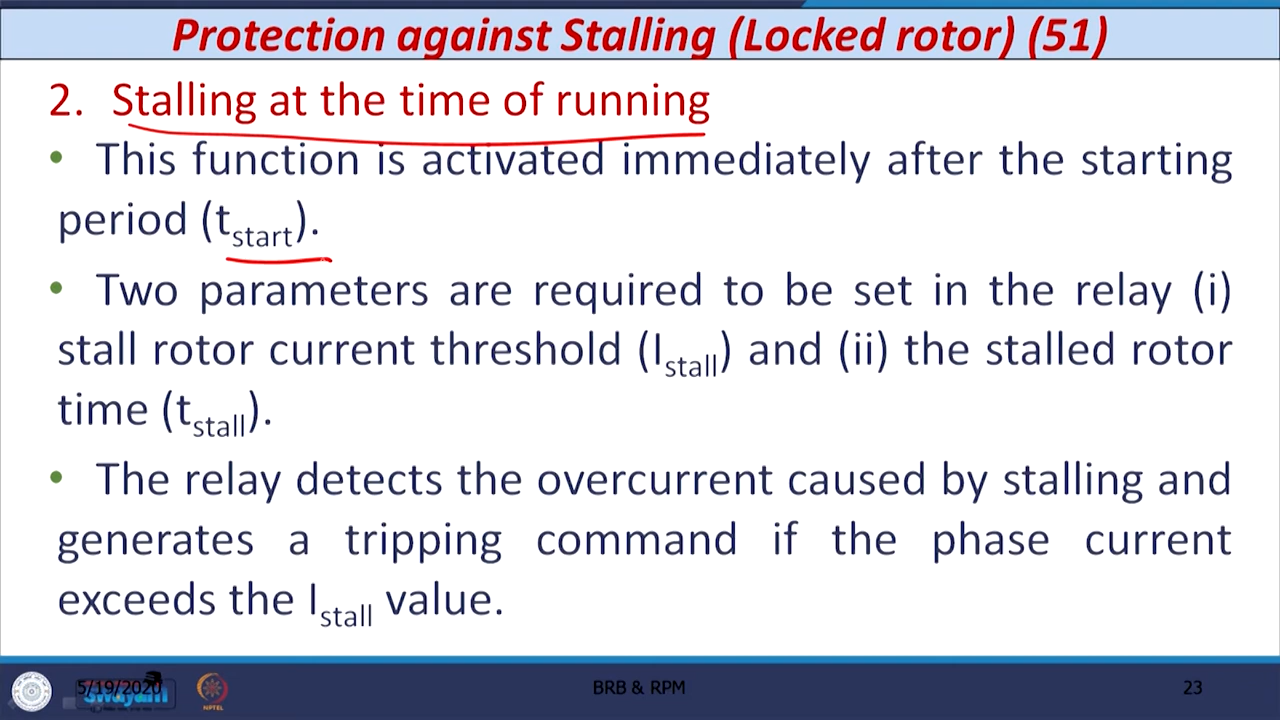 Protection against Stalling (Locked rotor) (51)
2. Stalling at the time of running
• This function is activated immediately after the starting
period (tstart).
• Two parameters are required to be set in the relay (i)
stall rotor current threshold (Istall) and (ii) the stalled rotor
time (tstall).
• The relay detects the overcurrent caused by stalling and
generates a tripping command if the phase current
exceeds the Istall value.
5/19/2020
swayam
NPTEL
BRB & RPM
23